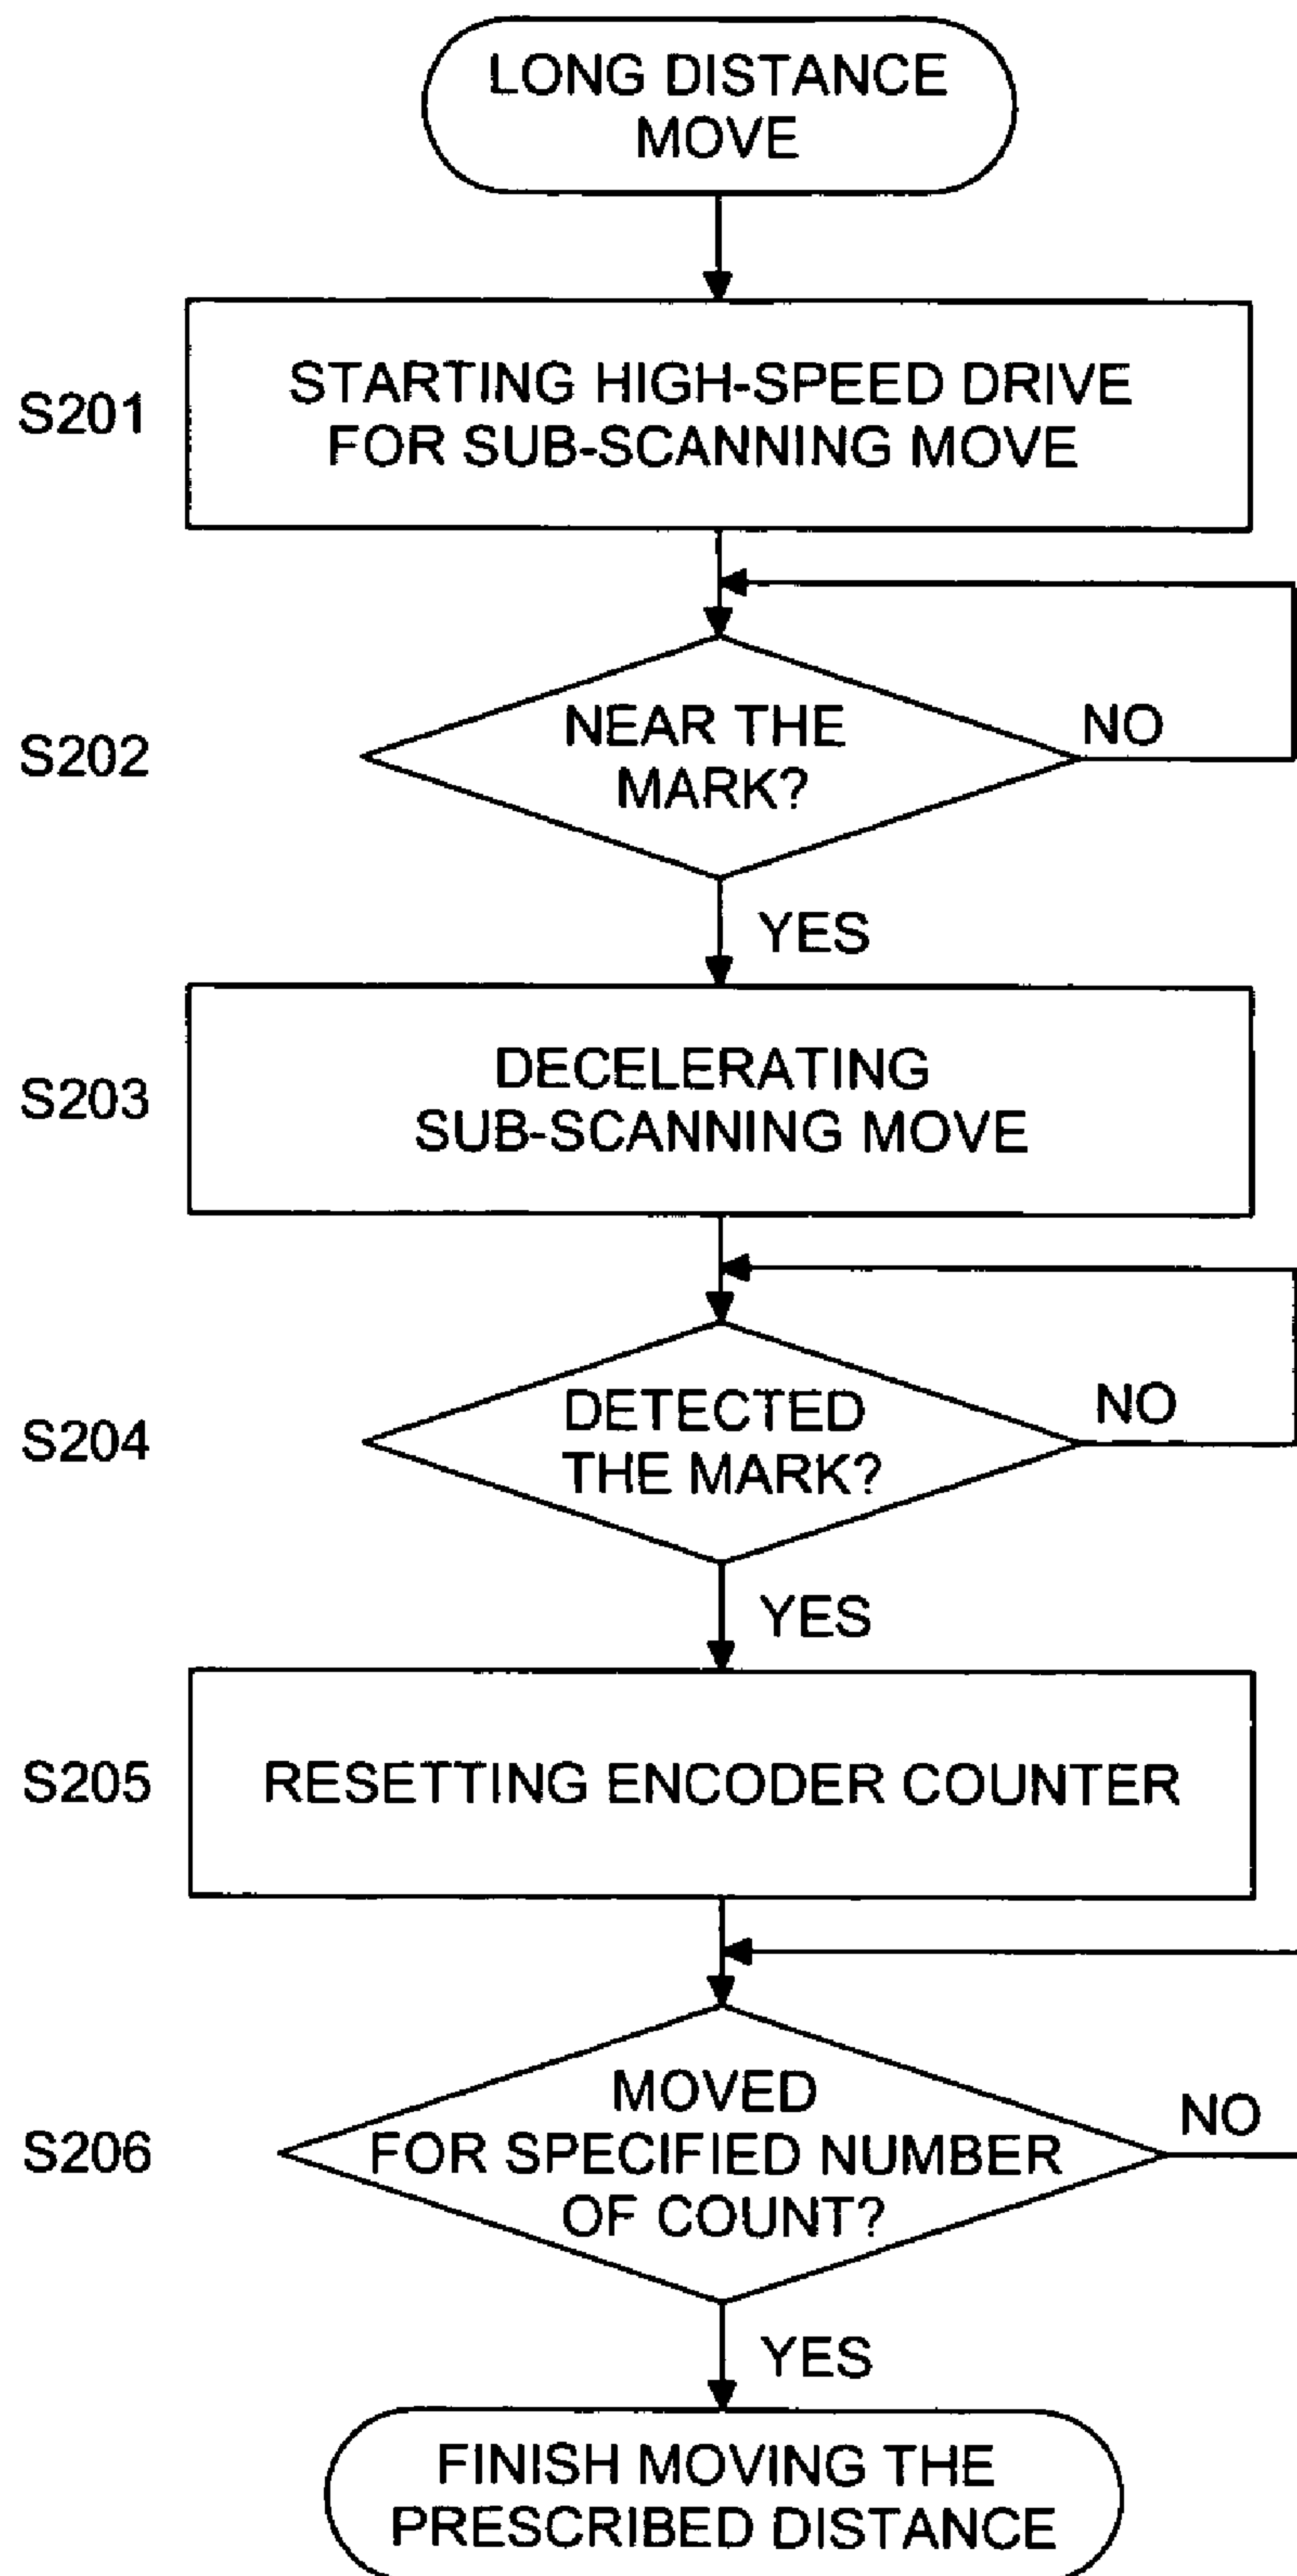 LONG DISTANCE
MOVE
S201
STARTING HIGH-SPEED DRIVE
FOR SUB-SCANNING MOVE
S202
NEAR THE
MARK?
NO
YES
S203
DECELERATING
SUB-SCANNING MOVE
S204
DETECTED
THE MARK?
NO
YES
S205
RESETTING ENCODER COUNTER
S206
MOVED
FOR SPECIFIED NUMBER
OF COUNT?
NO
YES
FINISH MOVING THE
PRESCRIBED DISTANCE